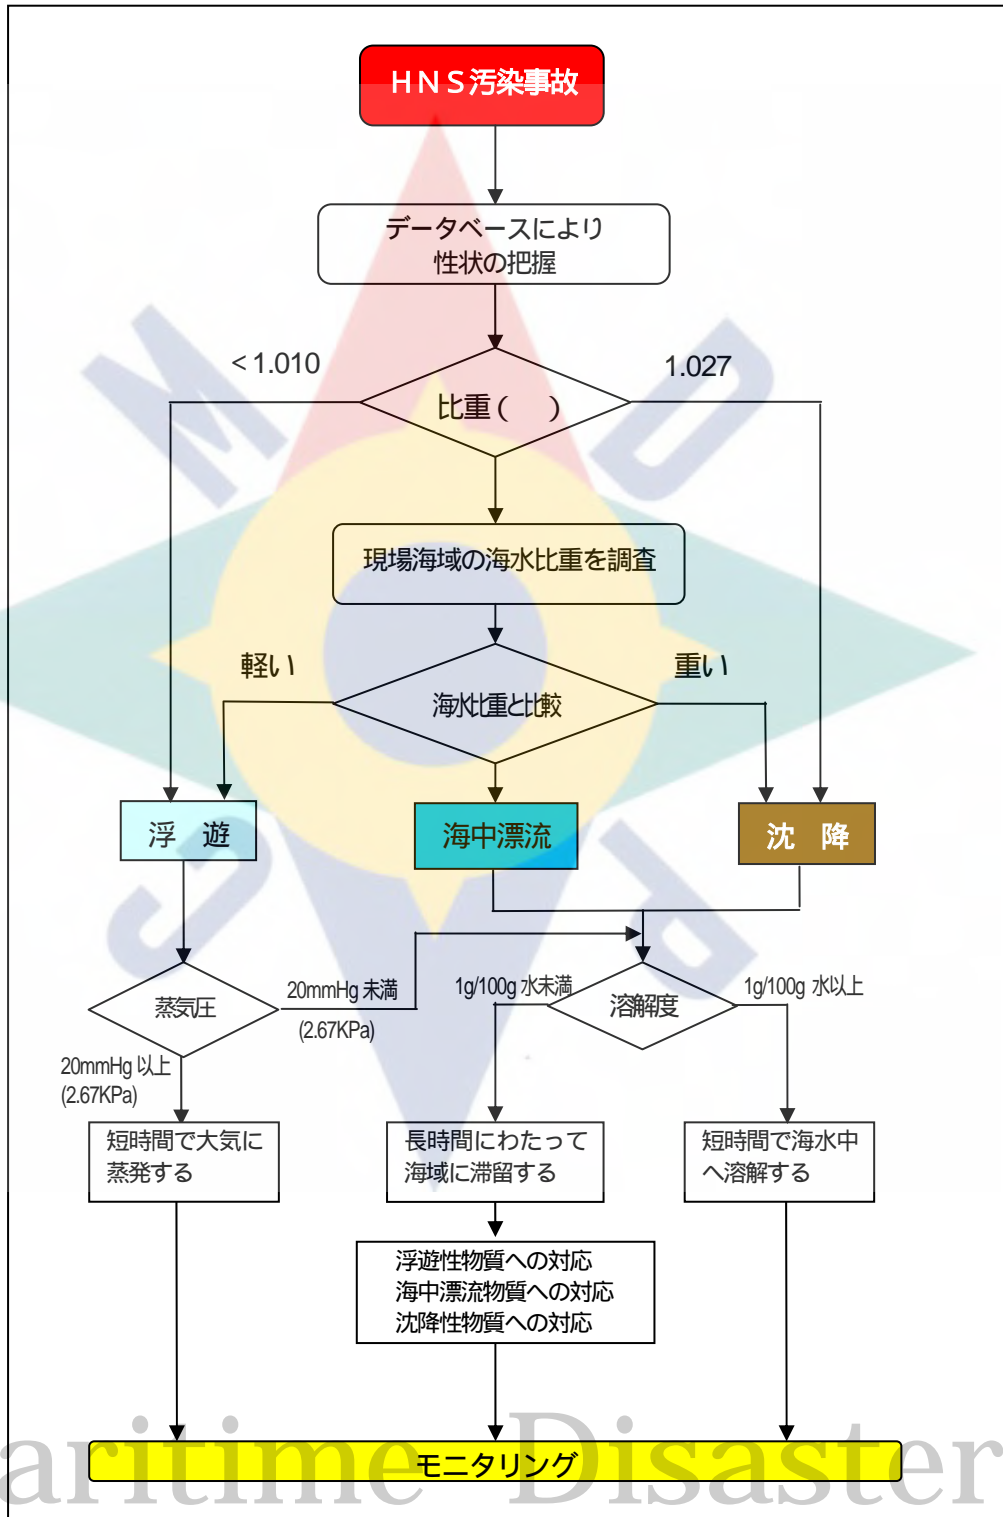 HNS汚染事故
データベースにより
性状の把握
<1.010
1.027
比重(　)
現場海域の海水比重を調査
軽い
重い
海水比重と比較
浮　遊
海中漂流
沈　降
蒸気圧
20mmHg 未満
(2.67KPa)
1g/100g 水未満
溶解度
1g/100g 水以上
20mmHg 以上
(2.67KPa)
短時間で大気に
蒸発する
長時間にわたって
海域に滞留する
短時間で海水中
へ溶解する
浮遊性物質への対応
海中漂流物質への対応
沈降性物質への対応
モニタリング
M
D
S
P
aritime Disaster